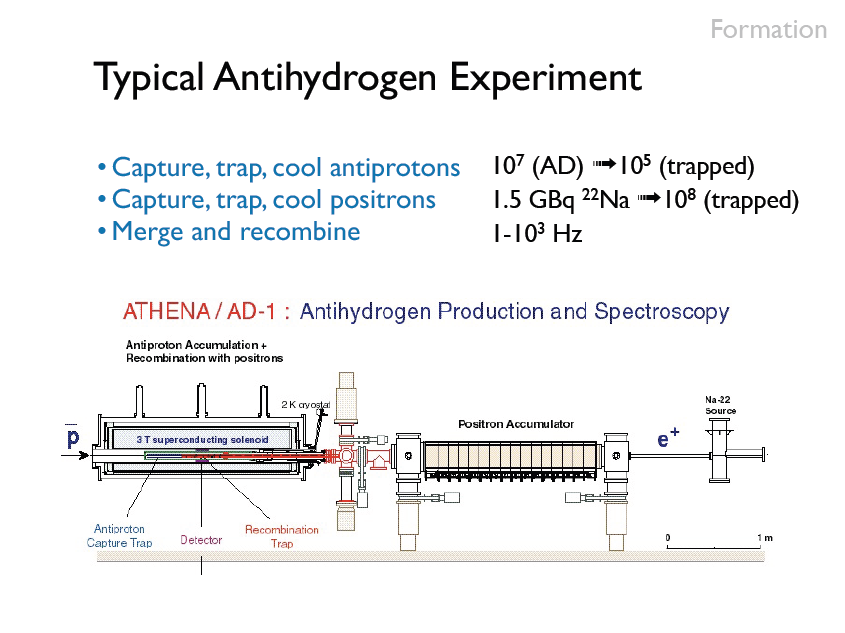 Formation
Typical Antihydrogen Experiment
• Capture, trap, cool antiprotons
10⁷ (AD) ➟10⁵ (trapped)
• Capture, trap, cool positrons
1.5 GBq ²²Na ➟10⁸ (trapped)
• Merge and recombine
1-10³ Hz
ATHENA / AD-1 : Antihydrogen Production and Spectroscopy
Antiproton Accumulation +
Recombination with positrons
2 K cryostat
Na-22
Source
Positron Accumulator
p̅
3 T superconducting solenoid
e⁺
Antiproton
Capture Trap
Detector
Recombination
Trap
0
1 m